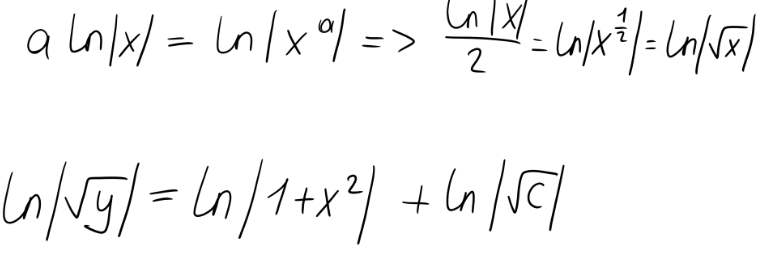 a ln|x| = ln|x^a| => ln|x|/2 = ln|x^(1/2)| = ln|√x|
ln|√y| = ln|1+x²| + ln|√c|